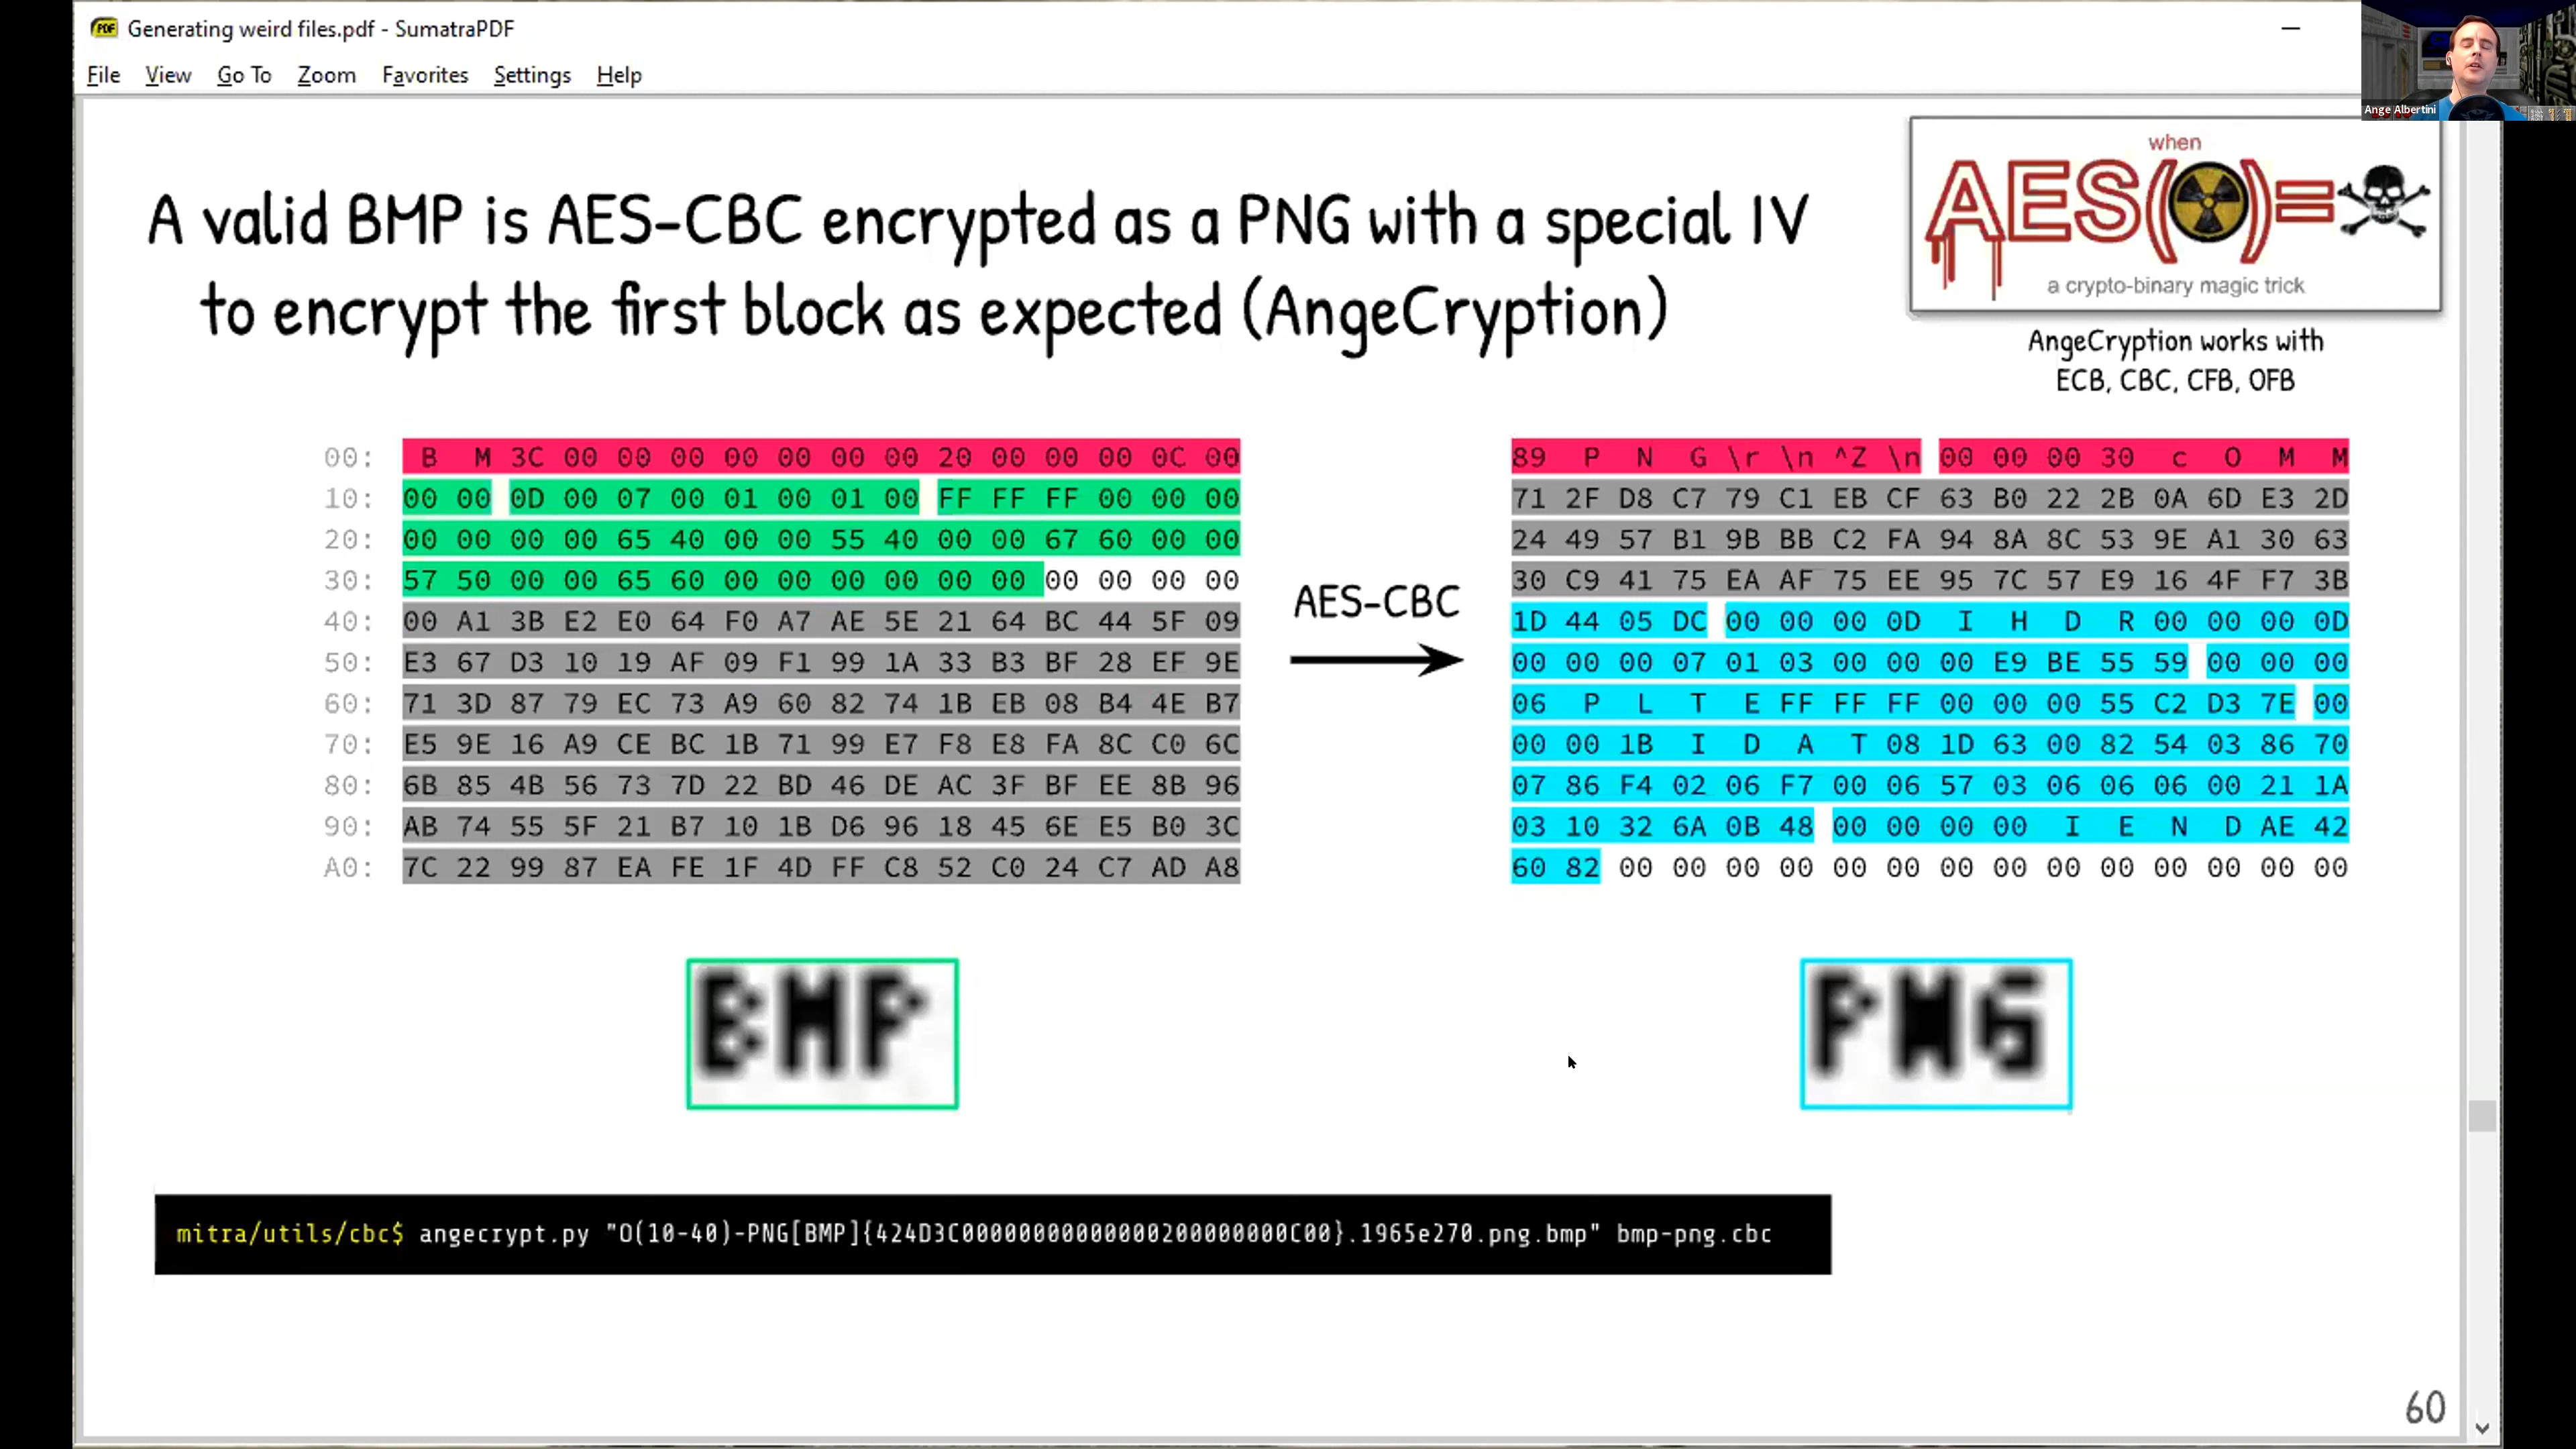 Generating weird files.pdf - SumatraPDF
Ange Albertini
File View Go To Zoom Favorites Settings Help
A valid BMP is AES-CBC encrypted as a PNG with a special IV
to encrypt the first block as expected (AngeCryption)
when
AES( )=
a crypto-binary magic trick
AngeCryption works with
ECB, CBC, CFB, OFB
00: B M 3C 00 00 00 00 00 00 00 20 00 00 00 0C 00
10: 00 00 0D 00 07 00 01 00 01 00 FF FF FF 00 00 00
20: 00 00 00 00 65 40 00 00 55 40 00 00 67 60 00 00
30: 57 50 00 00 65 60 00 00 00 00 00 00 00 00 00 00
40: 00 A1 3B E2 E0 64 F0 A7 AE 5E 21 64 BC 44 5F 09
50: E3 67 D3 10 19 AF 09 F1 99 1A 33 B3 BF 28 EF 9E
60: 71 3D 87 79 EC 73 A9 60 82 74 1B EB 08 B4 4E B7
70: E5 9E 16 A9 CE BC 1B 71 99 E7 F8 E8 FA 8C C0 6C
80: 6B 85 4B 56 73 7D 22 BD 46 DE AC 3F BF EE 8B 96
90: AB 74 55 5F 21 B7 10 1B D6 96 18 45 6E E5 B0 3C
A0: 7C 22 99 87 EA FE 1F 4D FF C8 52 C0 24 C7 AD A8
AES-CBC
89 P N G \r \n ^Z \n 00 00 00 30 c O M M
71 2F D8 C7 79 C1 EB CF 63 B0 22 2B 0A 6D E3 2D
24 49 57 B1 9B BB C2 FA 94 8A 8C 53 9E A1 30 63
30 C9 41 75 EA AF 75 EE 95 7C 57 E9 16 4F F7 3B
1D 44 05 DC 00 00 00 0D I H D R 00 00 00 0D
00 00 00 07 01 03 00 00 00 E9 BE 55 59 00 00 00
06 P L T E FF FF FF 00 00 00 55 C2 D3 7E 00
00 00 1B I D A T 08 1D 63 00 82 54 03 86 70
07 86 F4 02 06 F7 00 06 57 03 06 06 06 00 21 1A
03 10 32 6A 0B 48 00 00 00 00 I E N D AE 42
60 82 00 00 00 00 00 00 00 00 00 00 00 00 00 00
BMP
PNG
mitra/utils/cbc$ angecrypt.py "O(10-40)-PNG[BMP]{424D3C00000000000000200000000C00}.1965e270.png.bmp" bmp-png.cbc
60